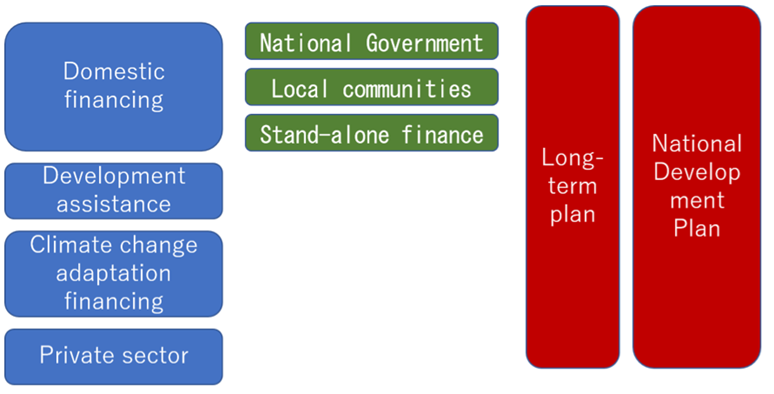 Domestic
financing
Development
assistance
Climate change
adaptation
financing
Private sector
National Government
Local communities
Stand-alone finance
Long-
term
plan
National
Develop
ment
Plan